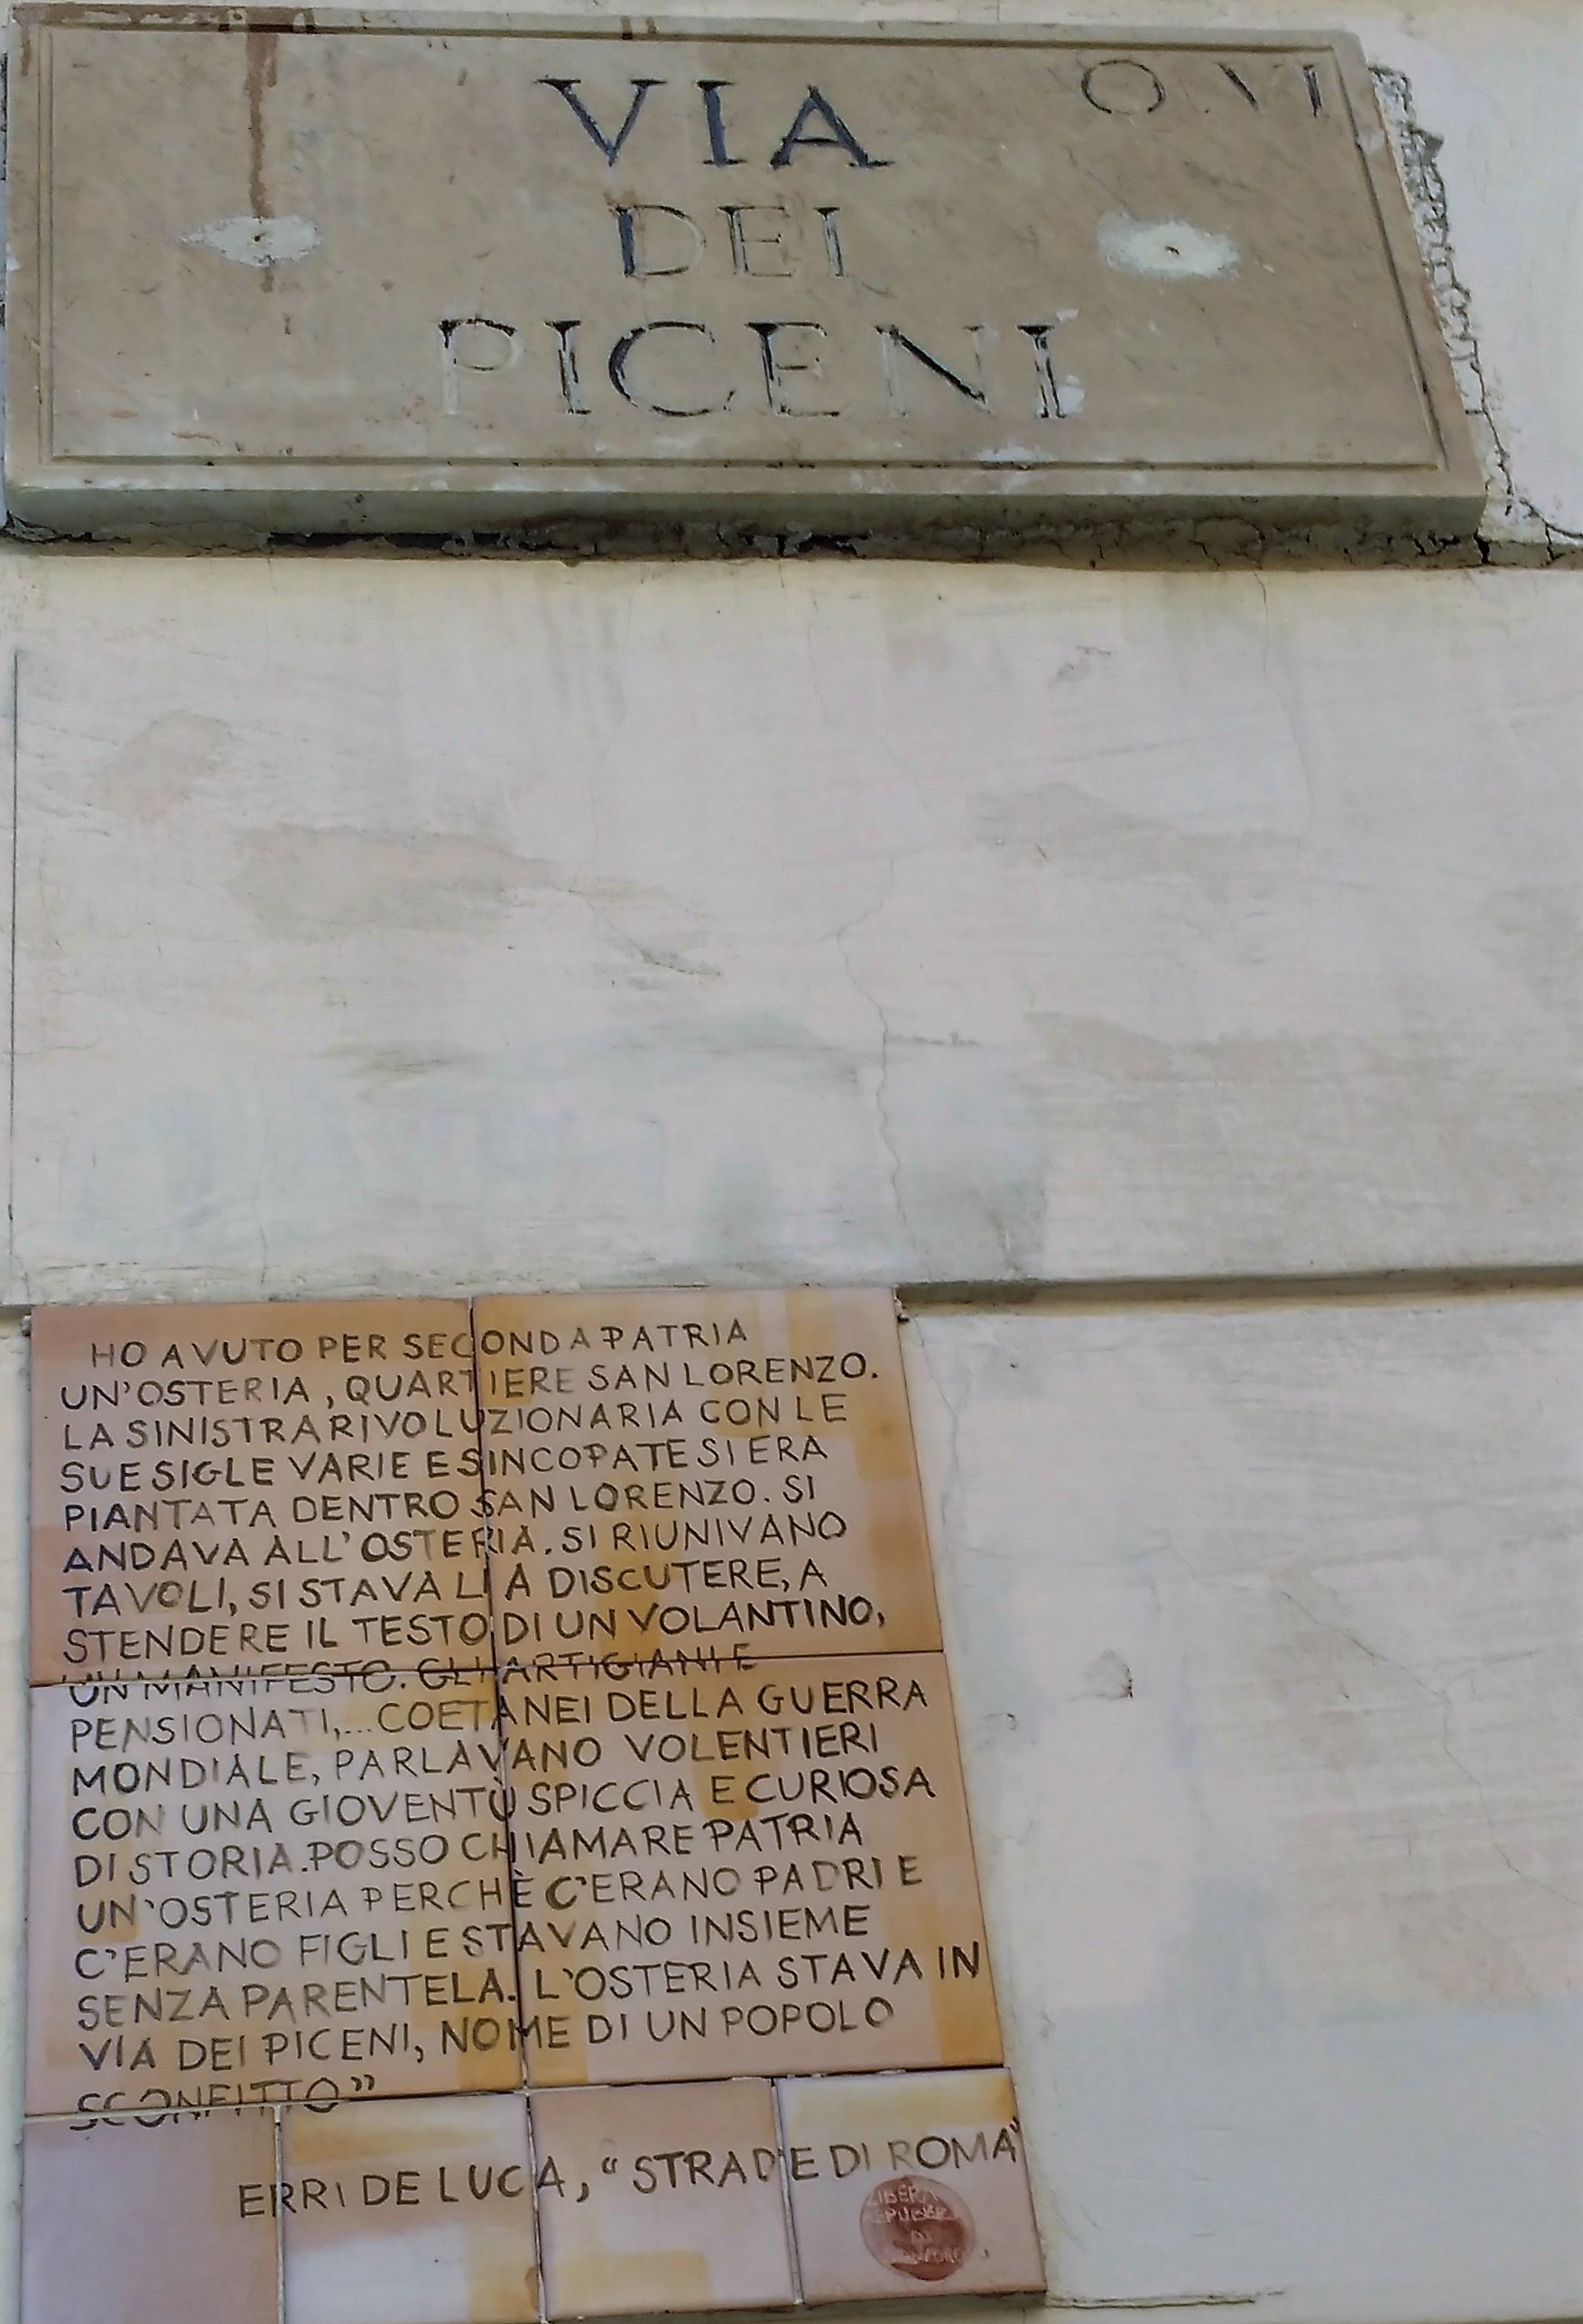 VIA
O. VI
DEI
PICENI
HO AVUTO PER SECONDA PATRIA
UN'OSTERIA, QUARTIERE SAN LORENZO.
LA SINISTRA RIVOLUZIONARIA CON LE
SUE SIGLE VARIE E SINCOPATE SI ERA
PIANTATA DENTRO SAN LORENZO. SI
ANDAVA ALL'OSTERIA. SI RIUNIVANO
TAVOLI, SI STAVA LÌ A DISCUTERE, A
STENDERE IL TESTO DI UN VOLANTINO,
UN MANIFESTO. GLI ARTIGIANI E
PENSIONATI,...COETANEI DELLA GUERRA
MONDIALE, PARLAVANO VOLENTIERI
CON UNA GIOVENTÙ SPICCIA E CURIOSA
DI STORIA. POSSO CHIAMARE PATRIA
UN'OSTERIA PERCHÈ C'ERANO PADRI E
C'ERANO FIGLI E STAVANO INSIEME
SENZA PARENTELA. L'OSTERIA STAVA IN
VIA DEI PICENI, NOME DI UN POPOLO
SCONFITTO"
ERRI DE LUCA, "STRADE DI ROMA"
LIBERA
REPUBBL
DI